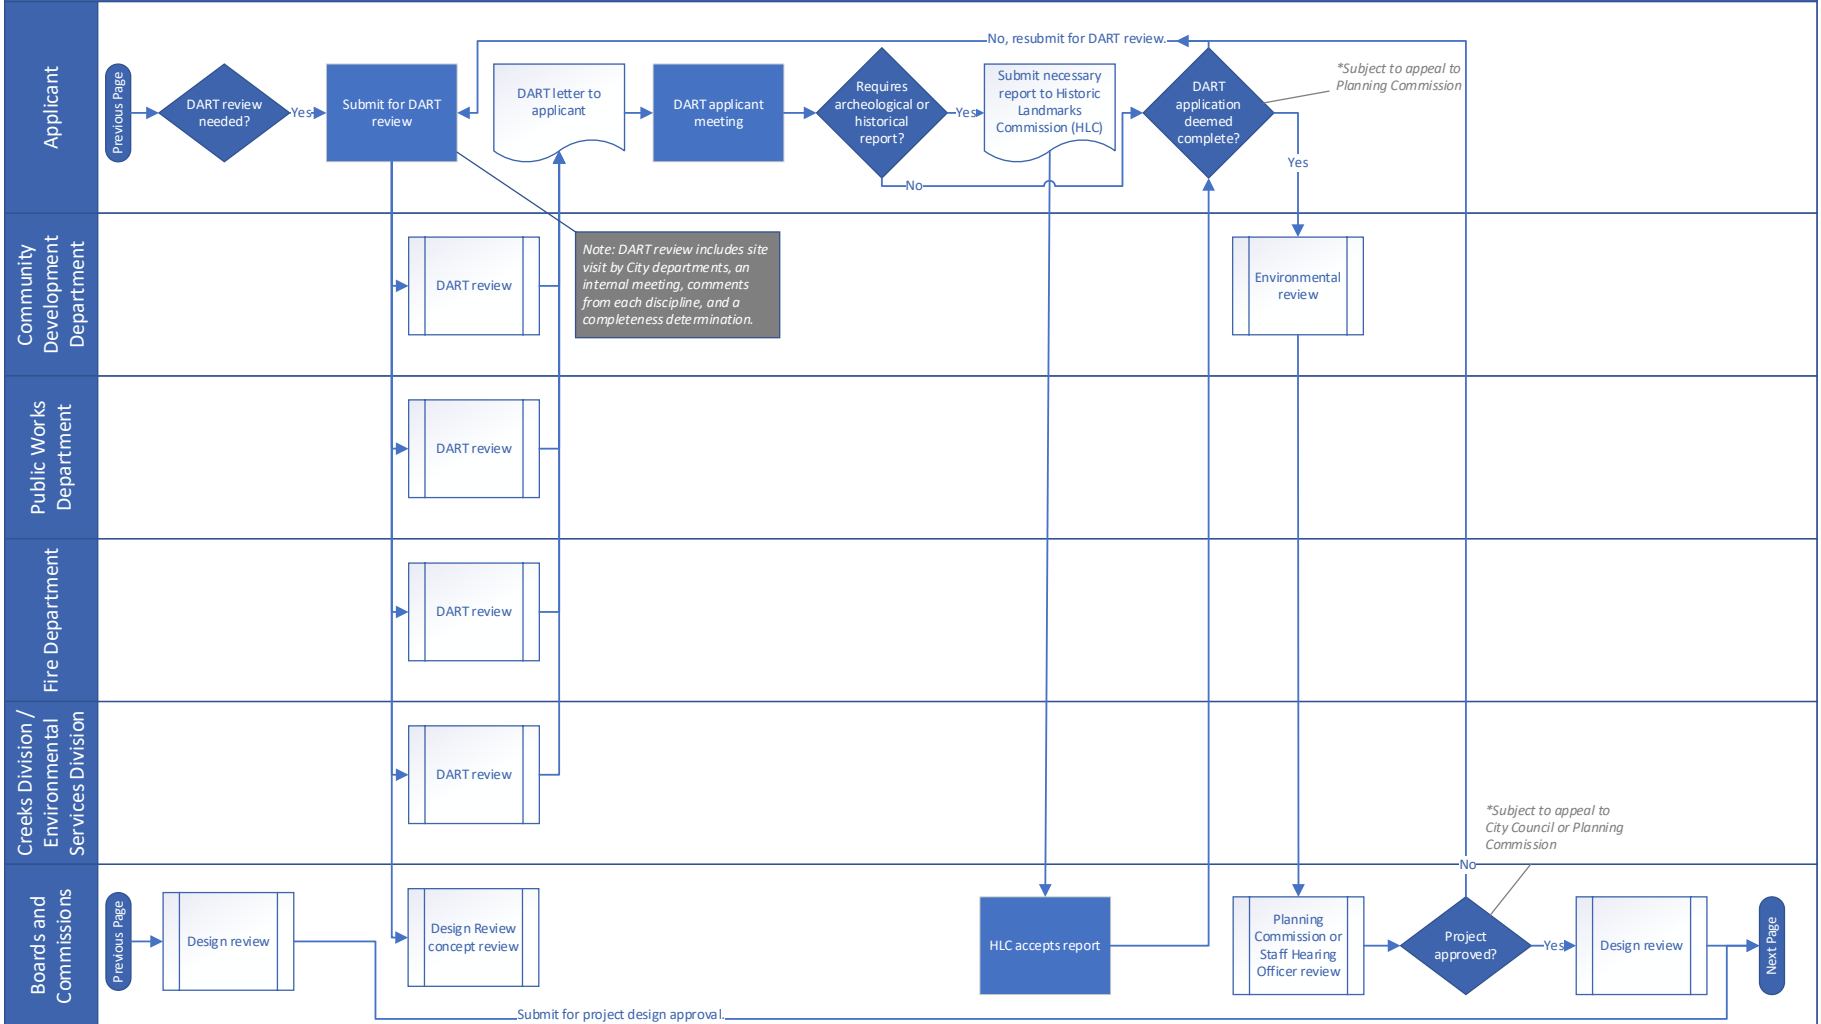 Applicant
Previous Page
DART review
needed?
Yes
Submit for DART
review
DART letter to
applicant
DART applicant
meeting
Requires
archeological or
historical
report?
Yes
No
Submit necessary
report to Historic
Landmarks
Commission (HLC)
No, resubmit for DART review.
DART
application
deemed
complete?
*Subject to appeal to
Planning Commission
Yes
Community
Development
Department
DART review
Note: DART review includes site
visit by City departments, an
internal meeting, comments
from each discipline, and a
completeness determination.
Environmental
review
Public Works
Department
DART review
Fire Department
DART review
Creeks Division /
Environmental
Services Division
DART review
*Subject to appeal to
City Council or Planning
Commission
No
Boards and
Commissions
Previous Page
Design review
Design Review
concept review
HLC accepts report
Planning
Commission or
Staff Hearing
Officer review
Project
approved?
Yes
Design review
Next Page
Submit for project design approval.